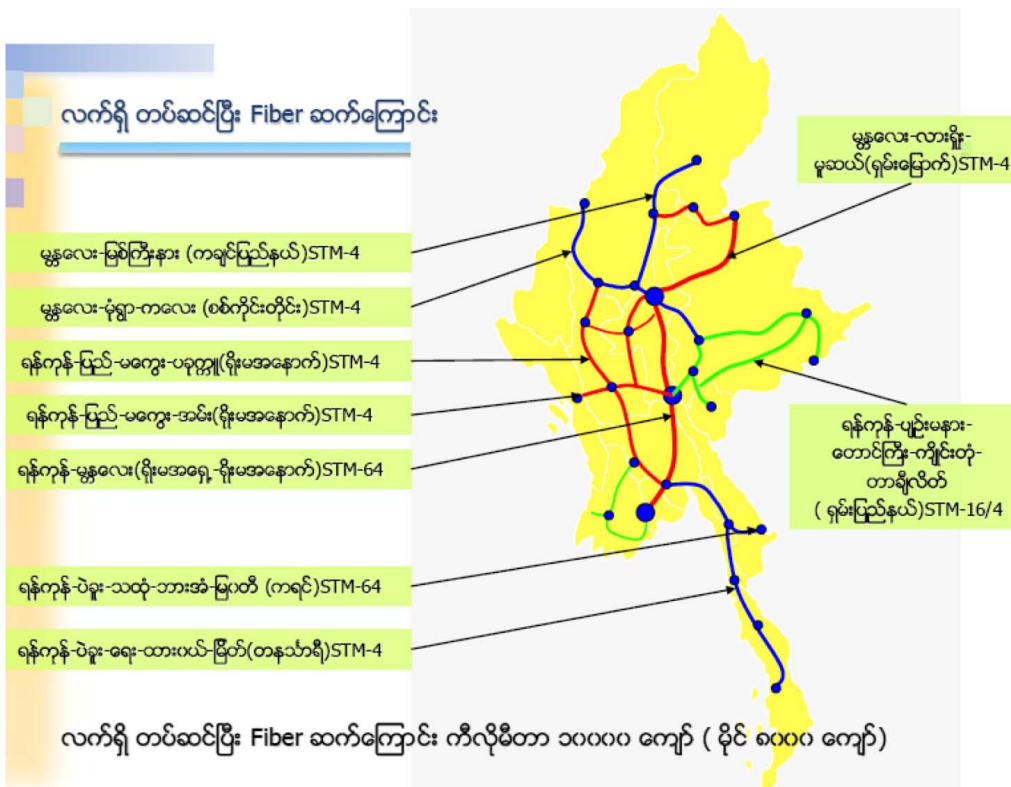 လက်ရှိ တပ်ဆင်ပြီး Fiber ဆက်ကြောင်း
မန္တလေး-လားရှိုး-
မူဆယ်(ရှမ်းမြောက်)STM-4
မန္တလေး-မြစ်ကြီးနား (ကချင်ပြည်နယ်)STM-4
မန္တလေး-မုံရွာ-ကလေး (စစ်ကိုင်းတိုင်း)STM-4
ရန်ကုန်-ပြည်-မကွေး-ပခုက္ကူ(ရိုးမအနောက်)STM-4
ရန်ကုန်-ပြည်-မကွေး-အမ်း(ရိုးမအနောက်)STM-4
ရန်ကုန်-မန္တလေး(ရိုးမအရှေ့-ရိုးမအနောက်)STM-64
ရန်ကုန်-ပျဉ်းမနား-
တောင်ကြီး-ကျိုင်းတုံ-
တာချီလိတ်
( ရှမ်းပြည်နယ်)STM-16/4
ရန်ကုန်-ပဲခူး-သထုံ-ဘားအံ-မြဝတီ (ကရင်)STM-64
ရန်ကုန်-ပဲခူး-ရေး-ထားဝယ်-မြိတ်(တနင်္သာရီ)STM-4
လက်ရှိ တပ်ဆင်ပြီး Fiber ဆက်ကြောင်း ကီလိုမီတာ ၁၀၀၀၀ ကျော် ( မိုင် ၈၀၀၀ ကျော်)